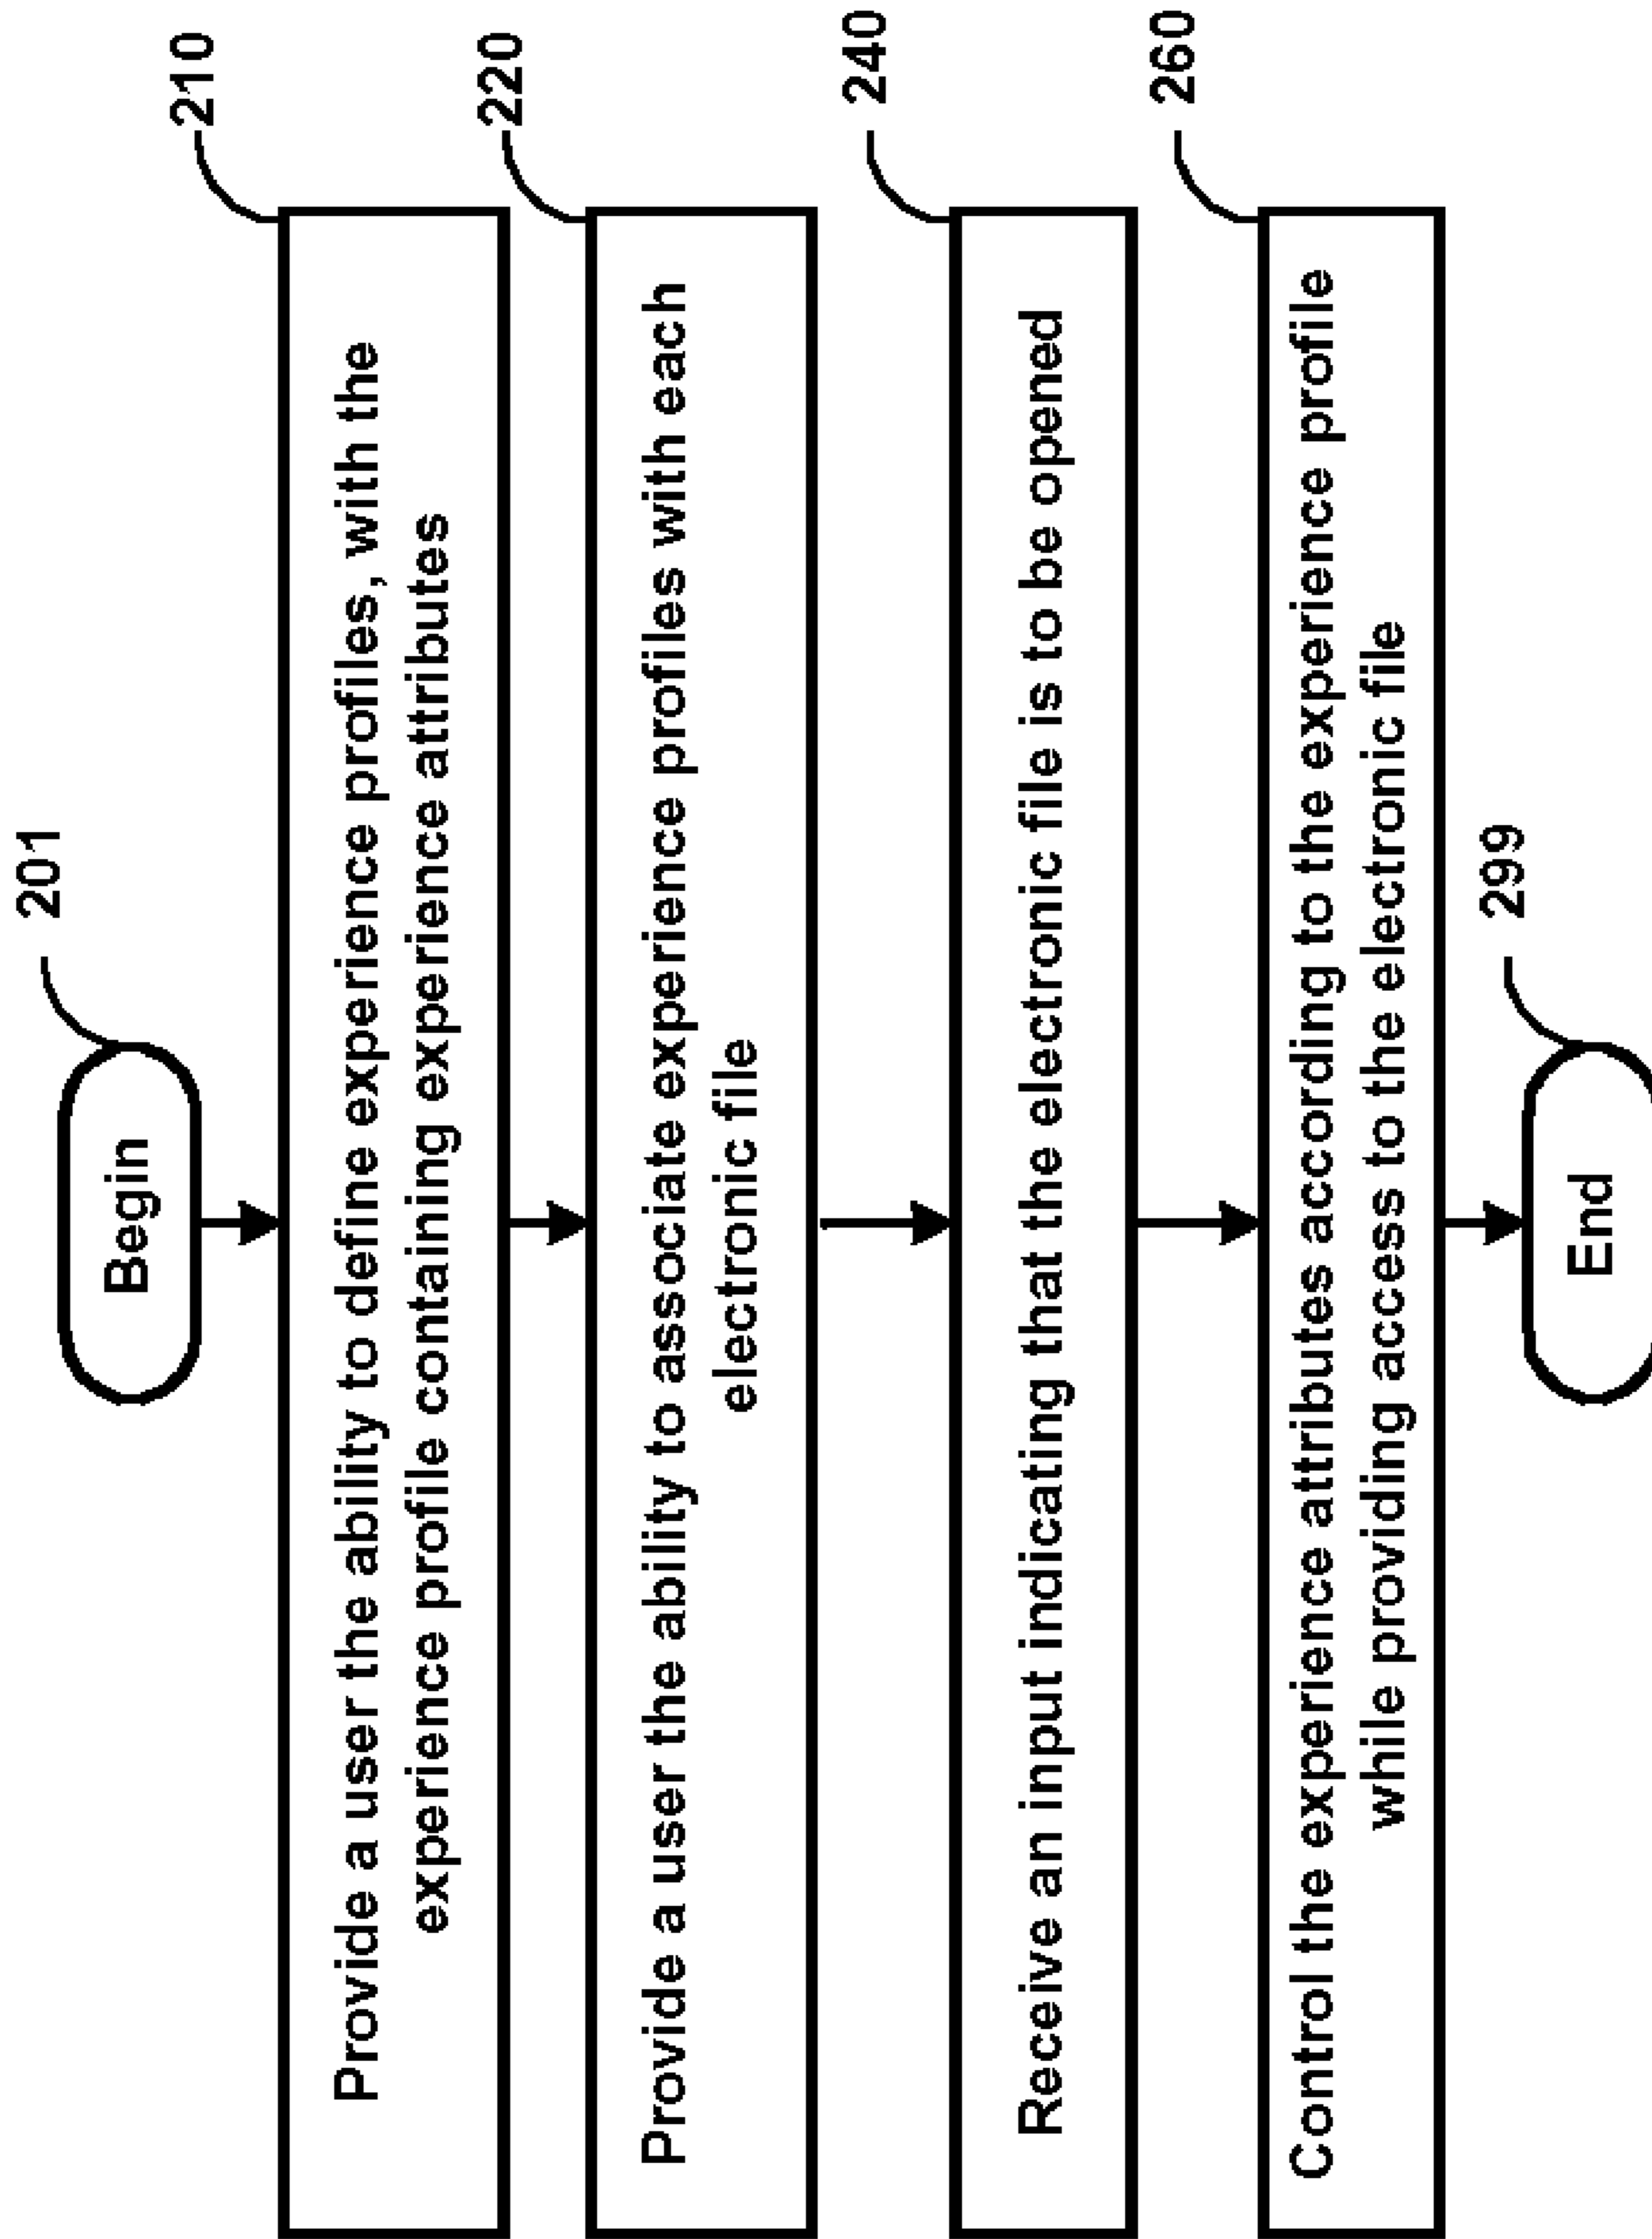 201
Begin
210
Provide a user the ability to define experience profiles, with the
experience profile containing experience attributes
220
Provide a user the ability to associate experience profiles with each
electronic file
240
Receive an input indicating that the electronic file is to be opened
260
Control the experience attributes according to the experience profile
while providing access to the electronic file
299
End